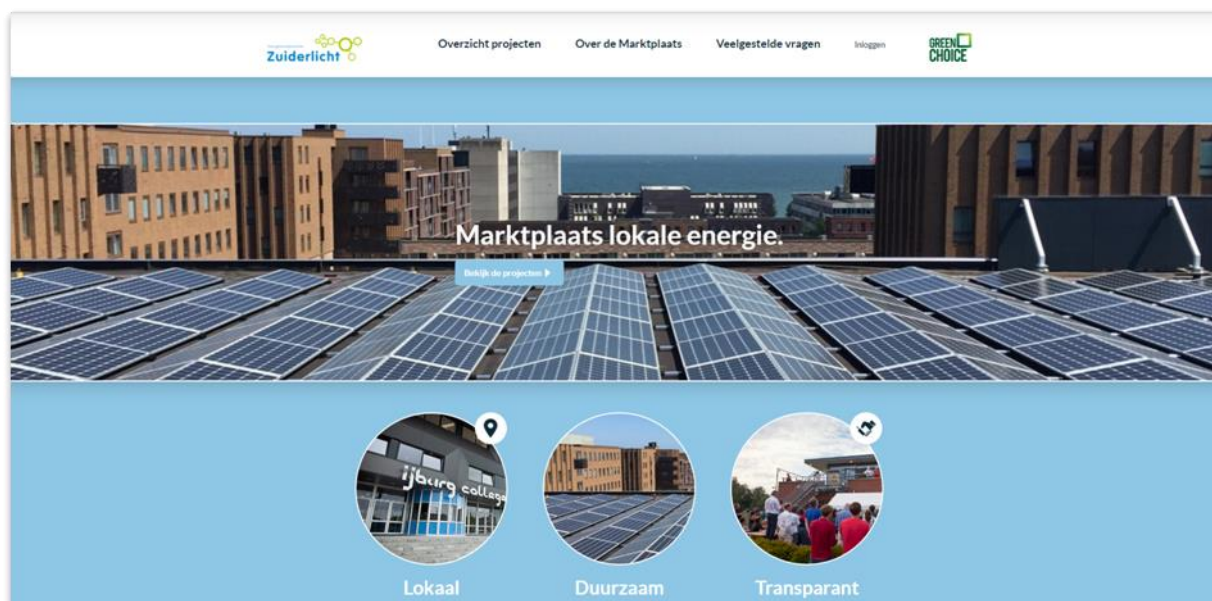 Zuiderlicht
Overzicht projecten
Over de Marktplaats
Veelgestelde vragen
Inloggen
GREEN
CHOICE
Marktplaats lokale energie.
Bekijk de projecten
ijburg college
Lokaal
Duurzaam
Transparant